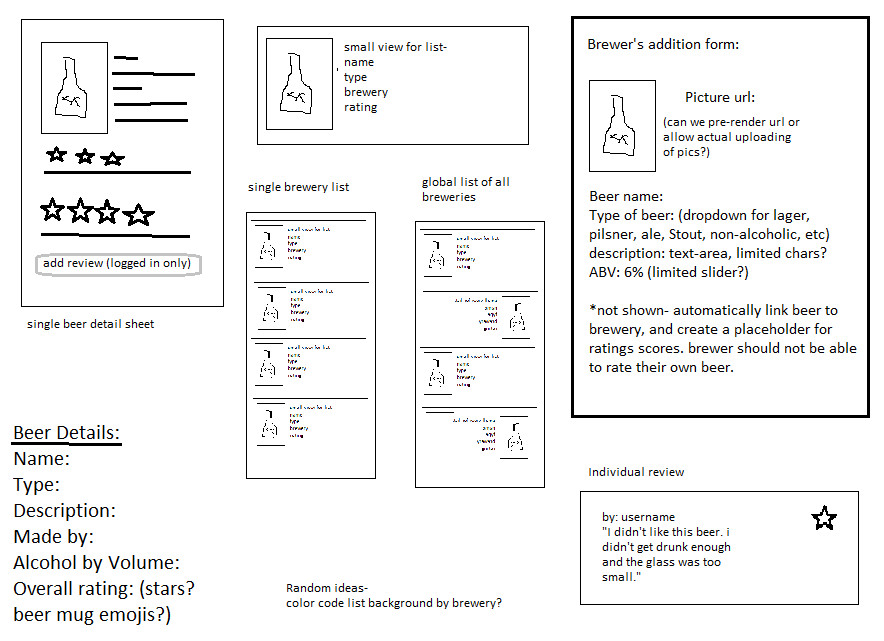 single beer detail sheet
add review (logged in only)
small view for list-
name
type
brewery
rating
single brewery list
small view for list
name
type
brewery
rating
small view for list
name
type
brewery
rating
small view for list
name
type
brewery
rating
small view for list
name
type
brewery
rating
global list of all
breweries
small view for list
name
type
brewery
rating
small view for list
name
type
brewery
rating
Brewer's addition form:
Picture url:
(can we pre-render url or
allow actual uploading
of pics?)
Beer name:
Type of beer: (dropdown for lager,
pilsner, ale, Stout, non-alcoholic, etc)
description: text-area, limited chars?
ABV: 6% (limited slider?)
*not shown- automatically link beer to
brewery, and create a placeholder for
ratings scores. brewer should not be able
to rate their own beer.
Beer Details:
Name:
Type:
Description:
Made by:
Alcohol by Volume:
Overall rating: (stars?
beer mug emojis?)
Random ideas-
color code list background by brewery?
Individual review
by: username
"I didn't like this beer. i
didn't get drunk enough
and the glass was too
small."